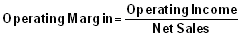 Operating Margin = Operating Income
Net Sales